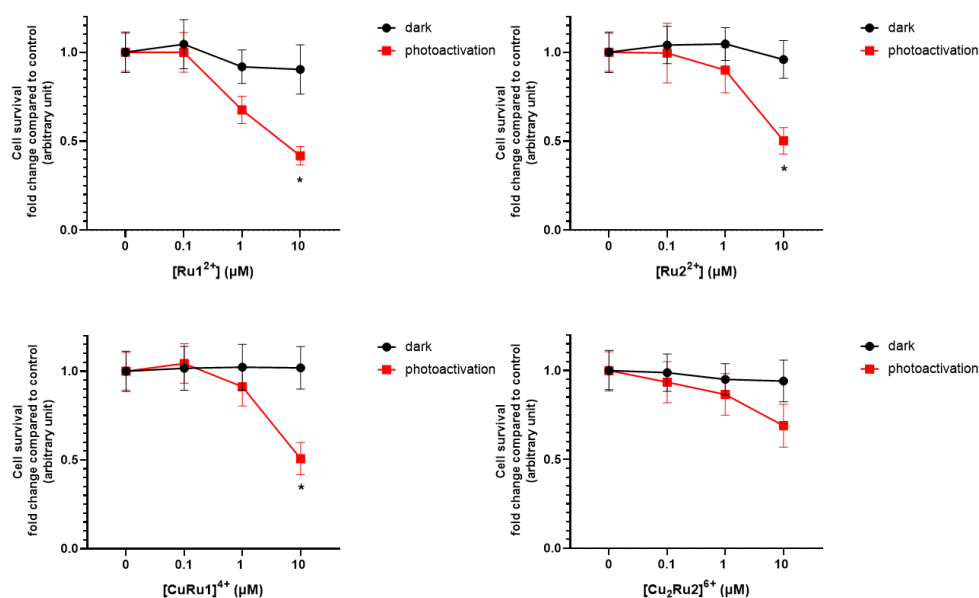 dark
photoactivation
Cell survival
fold change compared to control
(arbitrary unit)
1.0
0.5
0.0
0 0.1 1 10
*
[Ru1²⁺] (µM)
dark
photoactivation
Cell survival
fold change compared to control
(arbitrary unit)
1.0
0.5
0.0
0 0.1 1 10
*
[Ru2²⁺] (µM)
dark
photoactivation
Cell survival
fold change compared to control
(arbitrary unit)
1.0
0.5
0.0
0 0.1 1 10
*
[CuRu1]⁴⁺ (µM)
dark
photoactivation
Cell survival
fold change compared to control
(arbitrary unit)
1.0
0.5
0.0
0 0.1 1 10
[Cu₂Ru2]⁶⁺ (µM)